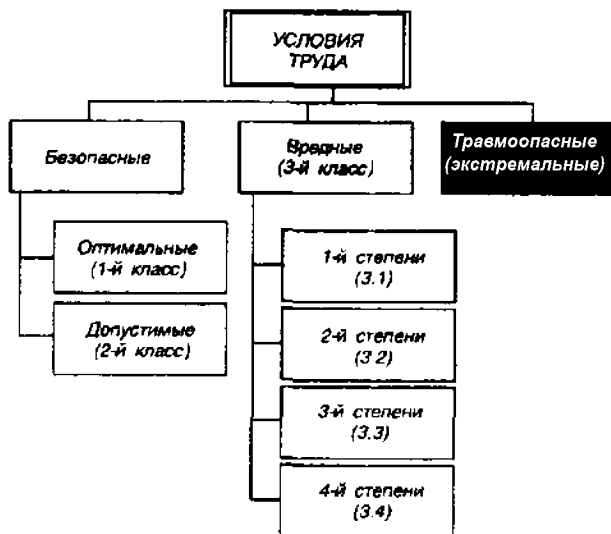 УСЛОВИЯ
ТРУДА
Безопасные
Вредные
(3-й класс)
Травмоопасные
(экстремальные)
Оптимальные
(1-й класс)
Допустимые
(2-й класс)
1-й степени
(3.1)
2-й степени
(3.2)
3-й степени
(3.3)
4-й степени
(3.4)